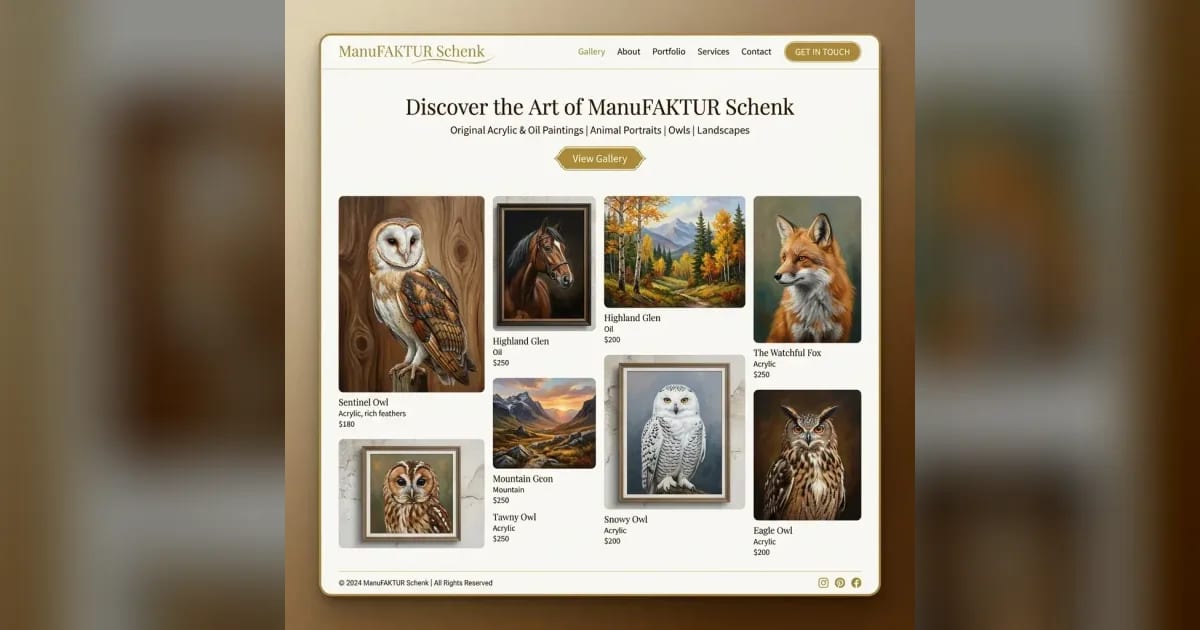 ManuFAKTUR Schenk
Gallery About Portfolio Services Contact GET IN TOUCH
Discover the Art of ManuFAKTUR Schenk
Original Acrylic & Oil Paintings | Animal Portraits | Owls | Landscapes
View Gallery
Sentinel Owl
Acrylic, rich feathers
$180
Highland Glen
Oil
$250
Mountain Gcon
Mountain
$250
Tawny Owl
Acrylic
$250
Highland Glen
Oil
$200
Snowy Owl
Acrylic
$200
The Watchful Fox
Acrylic
$250
Eagle Owl
Acrylic
$200
© 2024 ManuFAKTUR Schenk | All Rights Reserved